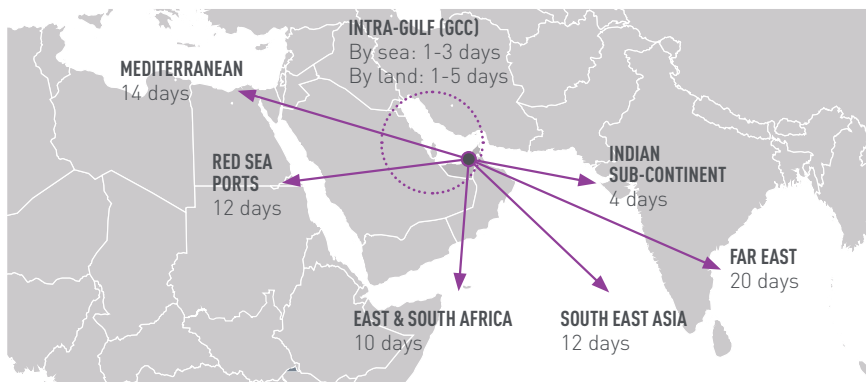 INTRA-GULF (GCC)
By sea: 1-3 days
By land: 1-5 days
MEDITERRANEAN
14 days
RED SEA
PORTS
12 days
INDIAN
SUB-CONTINENT
4 days
FAR EAST
20 days
EAST & SOUTH AFRICA
10 days
SOUTH EAST ASIA
12 days